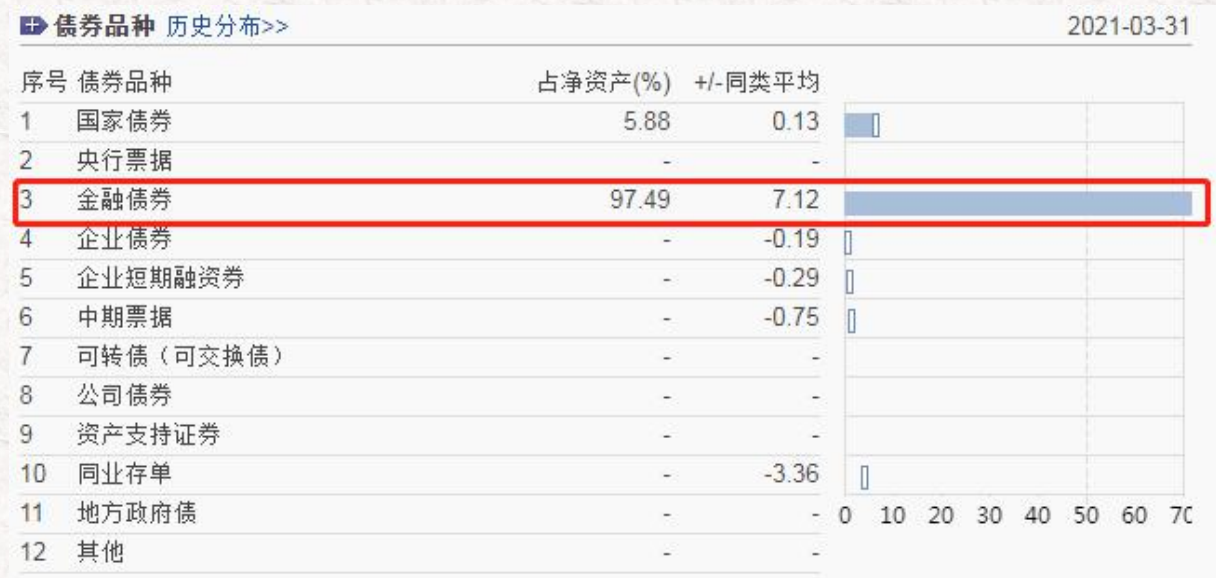 债券品种 历史分布>> 2021-03-31
序号 债券品种 占净资产(%) +/-同类平均
1 国家债券 5.88 0.13
2 央行票据 - -
3 金融债券 97.49 7.12
4 企业债券 - -0.19
5 企业短期融资券 - -0.29
6 中期票据 - -0.75
7 可转债（可交换债） - -
8 公司债券 - -
9 资产支持证券 - -
10 同业存单 - -3.36
11 地方政府债 - - 0 10 20 30 40 50 60 70
12 其他 - -